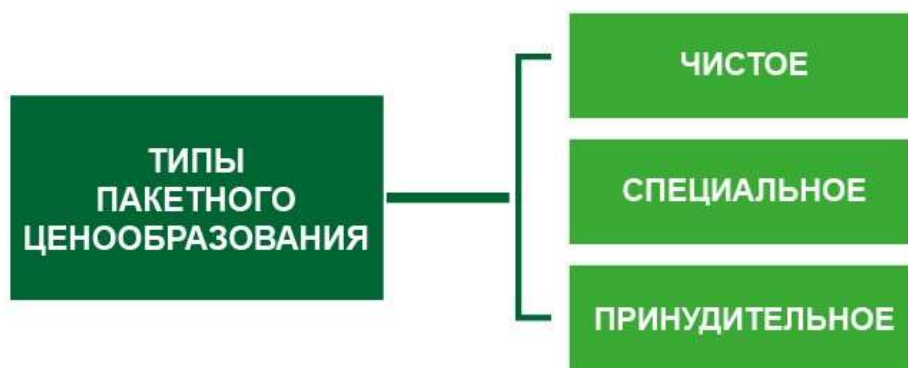 ТИПЫ
ПАКЕТНОГО
ЦЕНООБРАЗОВАНИЯ
ЧИСТОЕ
СПЕЦИАЛЬНОЕ
ПРИНУДИТЕЛЬНОЕ